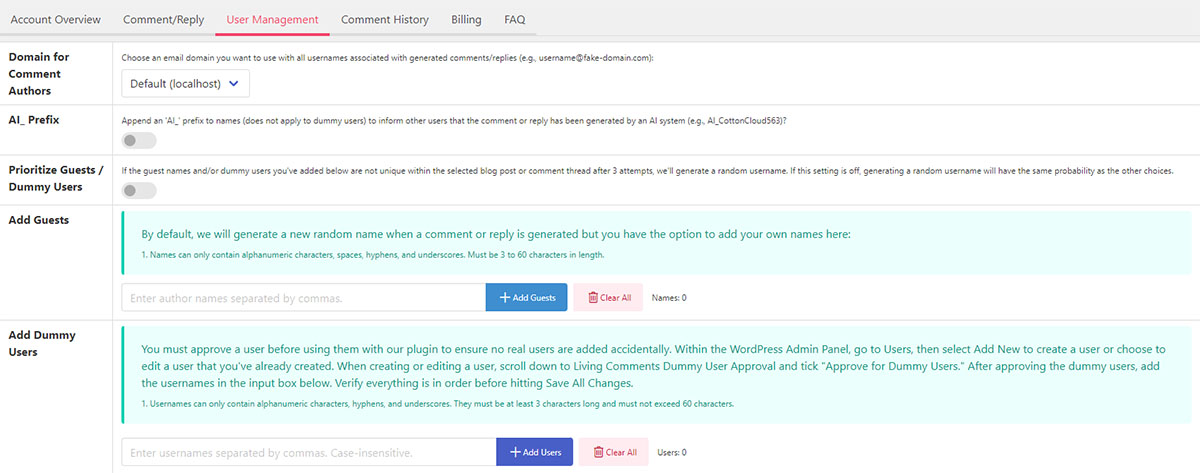 Account Overview Comment/Reply User Management Comment History Billing FAQ
Domain for
Comment
Authors
Choose an email domain you want to use with all usernames associated with generated comments/replies (e.g., username@fake-domain.com):
Default (localhost)
AI_ Prefix
Append an 'AI_' prefix to names (does not apply to dummy users) to inform other users that the comment or reply has been generated by an AI system (e.g., AI_CottonCloud563)?
Prioritize Guests /
Dummy Users
If the guest names and/or dummy users you've added below are not unique within the selected blog post or comment thread after 3 attempts, we'll generate a random username. If this setting is off, generating a random username will have the same probability as the other choices.
Add Guests
By default, we will generate a new random name when a comment or reply is generated but you have the option to add your own names here:
1. Names can only contain alphanumeric characters, spaces, hyphens, and underscores. Must be 3 to 60 characters in length.
Enter author names separated by commas. Add Guests Clear All Names: 0
Add Dummy
Users
You must approve a user before using them with our plugin to ensure no real users are added accidentally. Within the WordPress Admin Panel, go to Users, then select Add New to create a user or choose to
edit a user that you've already created. When creating or editing a user, scroll down to Living Comments Dummy User Approval and tick "Approve for Dummy Users." After approving the dummy users, add
the usernames in the input box below. Verify everything is in order before hitting Save All Changes.
1. Usernames can only contain alphanumeric characters, hyphens, and underscores. They must be at least 3 characters long and must not exceed 60 characters.
Enter usernames separated by commas. Case-insensitive. Add Users Clear All Users: 0